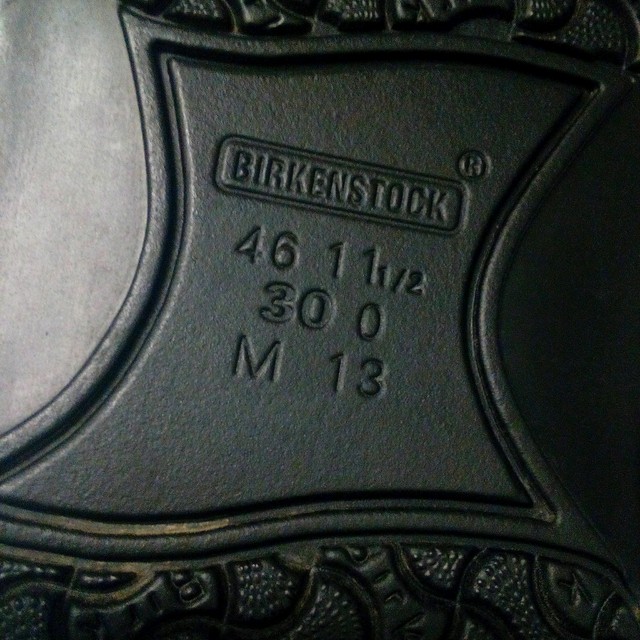 BIRKENSTOCK®
46 11 1/2
30 0
M 13